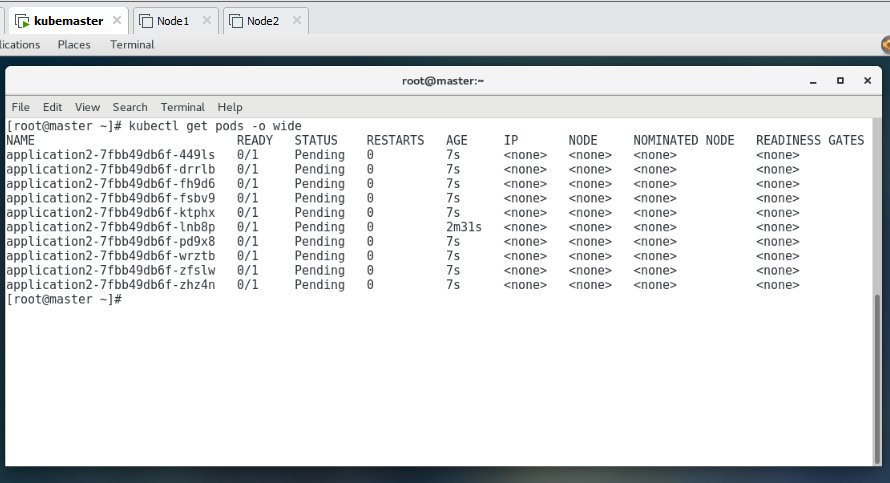 kubemaster Node1 Node2
ications Places Terminal
root@master:~
File Edit View Search Terminal Help
[root@master ~]# kubectl get pods -o wide
NAME READY STATUS RESTARTS AGE IP NODE NOMINATED NODE READINESS GATES
application2-7fbb49db6f-449ls 0/1 Pending 0 7s <none> <none> <none> <none>
application2-7fbb49db6f-drrlb 0/1 Pending 0 7s <none> <none> <none> <none>
application2-7fbb49db6f-fh9d6 0/1 Pending 0 7s <none> <none> <none> <none>
application2-7fbb49db6f-fsbv9 0/1 Pending 0 7s <none> <none> <none> <none>
application2-7fbb49db6f-ktphx 0/1 Pending 0 7s <none> <none> <none> <none>
application2-7fbb49db6f-lnb8p 0/1 Pending 0 2m31s <none> <none> <none> <none>
application2-7fbb49db6f-pd9x8 0/1 Pending 0 7s <none> <none> <none> <none>
application2-7fbb49db6f-wrztb 0/1 Pending 0 7s <none> <none> <none> <none>
application2-7fbb49db6f-zfslw 0/1 Pending 0 7s <none> <none> <none> <none>
application2-7fbb49db6f-zhz4n 0/1 Pending 0 7s <none> <none> <none> <none>
[root@master ~]#